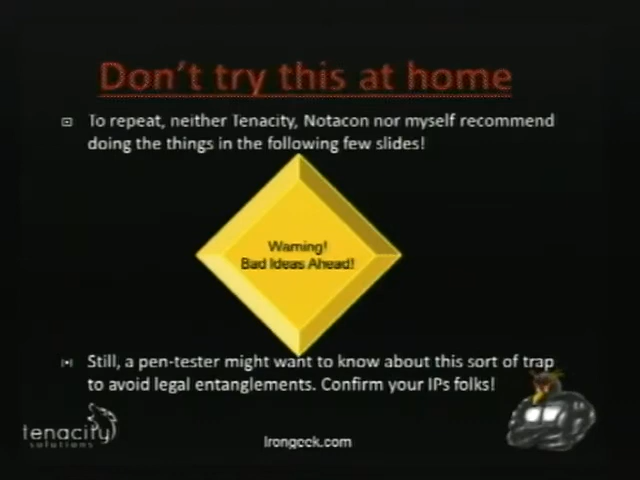 Don't try this at home
To repeat, neither Tenacity, Notacon nor myself recommend
doing the things in the following few slides!
Warning!
Bad Ideas Ahead!
Still, a pen-tester might want to know about this sort of trap
to avoid legal entanglements. Confirm your IPs folks!
tenacity
solutions
Irongeek.com